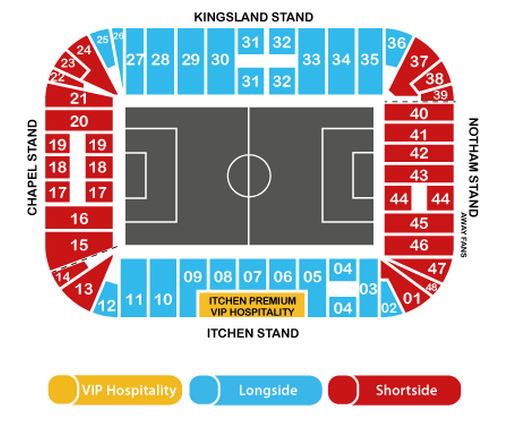 KINGSLAND STAND
25 26 27 28 29 30 31 32 33 34 35 36
31 32
24
23
22
21
20
19 19
18 18
17 17
16
15
14
13
CHAPEL STAND
37
38
39
40
41
42
43
44 44
45
46
47
48
01
NOTHAM STAND
AWAY FANS
12 11 10 09 08 07 06 05 04 03 02
04
ITCHEN PREMIUM
VIP HOSPITALITY
ITCHEN STAND
VIP Hospitality
Longside
Shortside